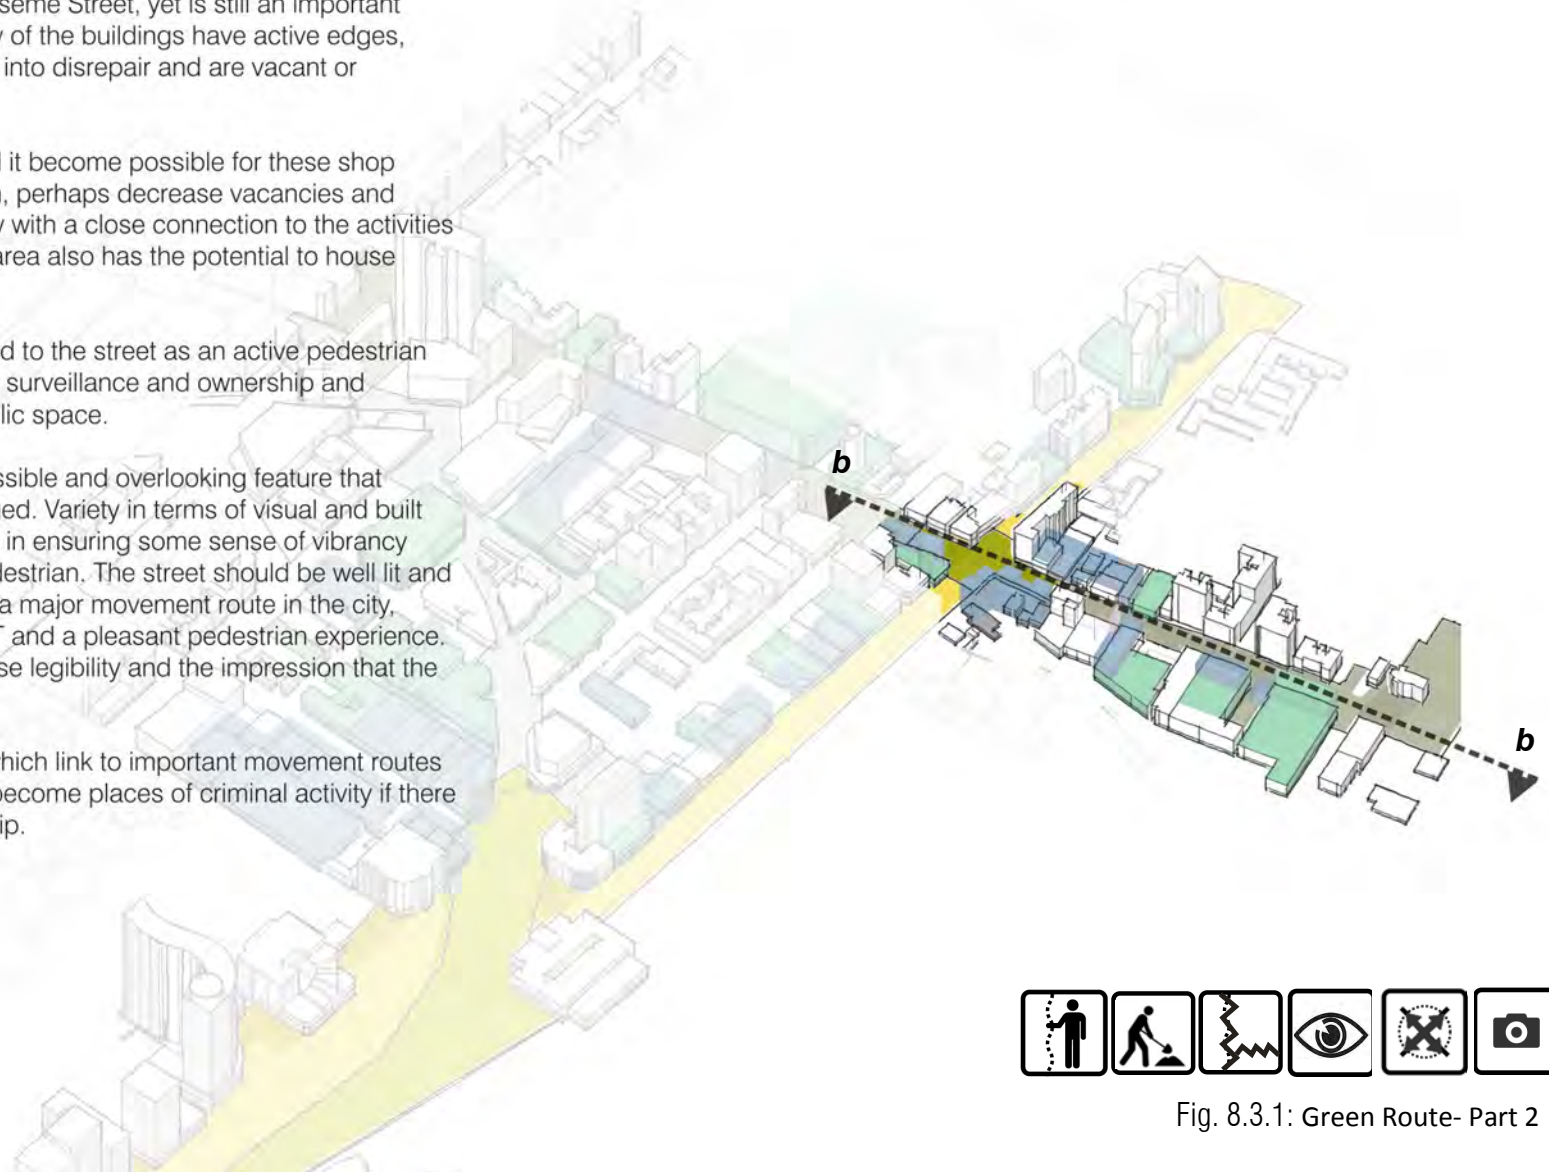 seme Street, yet is still an important
of the buildings have active edges,
into disrepair and are vacant or
it become possible for these shop
perhaps decrease vacancies and
with a close connection to the activities
area also has the potential to house
d to the street as an active pedestrian
surveillance and ownership and
lic space.
ssible and overlooking feature that
ed. Variety in terms of visual and built
in ensuring some sense of vibrancy
destrian. The street should be well lit and
a major movement route in the city,
T and a pleasant pedestrian experience.
se legibility and the impression that the
which link to important movement routes
become places of criminal activity if there
ip.
b
b
Fig. 8.3.1: Green Route- Part 2